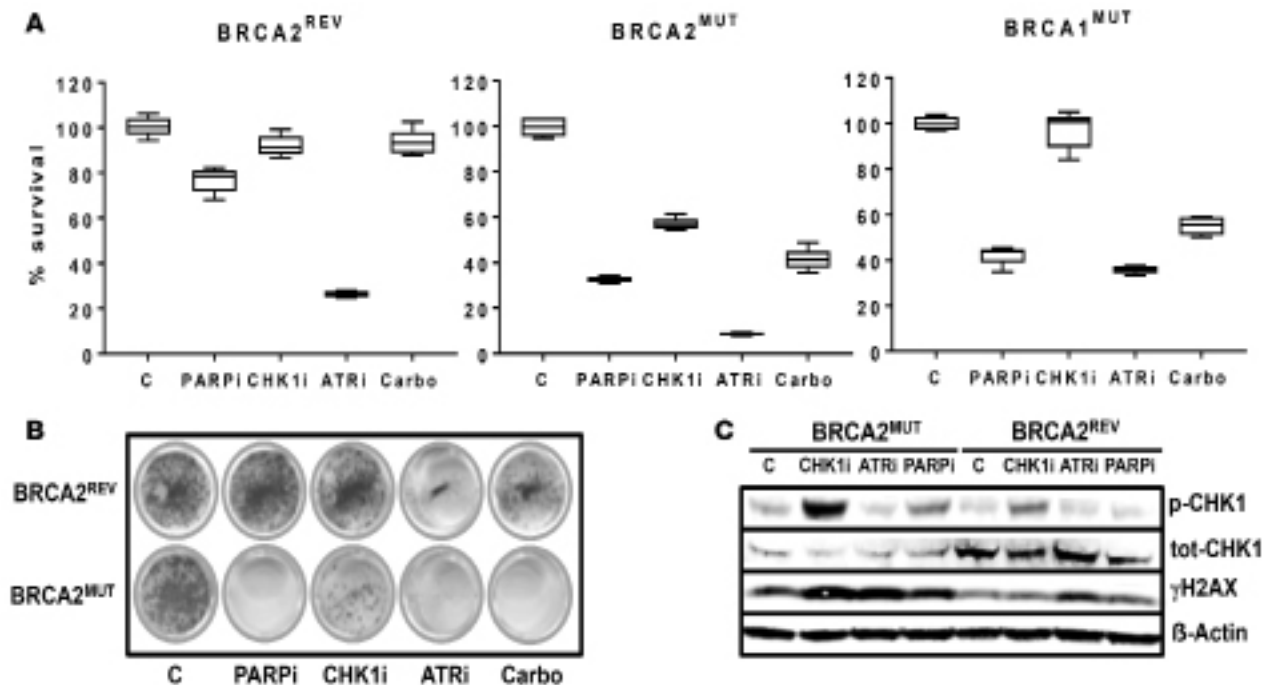 A
BRCA2REV
BRCA2MUT
BRCA1MUT
% survival
120
100
80
60
40
20
0
C PARPi CHK1i ATRi Carbo
120
100
80
60
40
20
0
C PARPi CHK1i ATRi Carbo
120
100
80
60
40
20
0
C PARPi CHK1i ATRi Carbo
B
BRCA2REV
BRCA2MUT
C PARPi CHK1i ATRi Carbo
C
BRCA2MUT BRCA2REV
C CHK1i ATRi PARPi C CHK1i ATRi PARPi
p-CHK1
tot-CHK1
γH2AX
ß-Actin